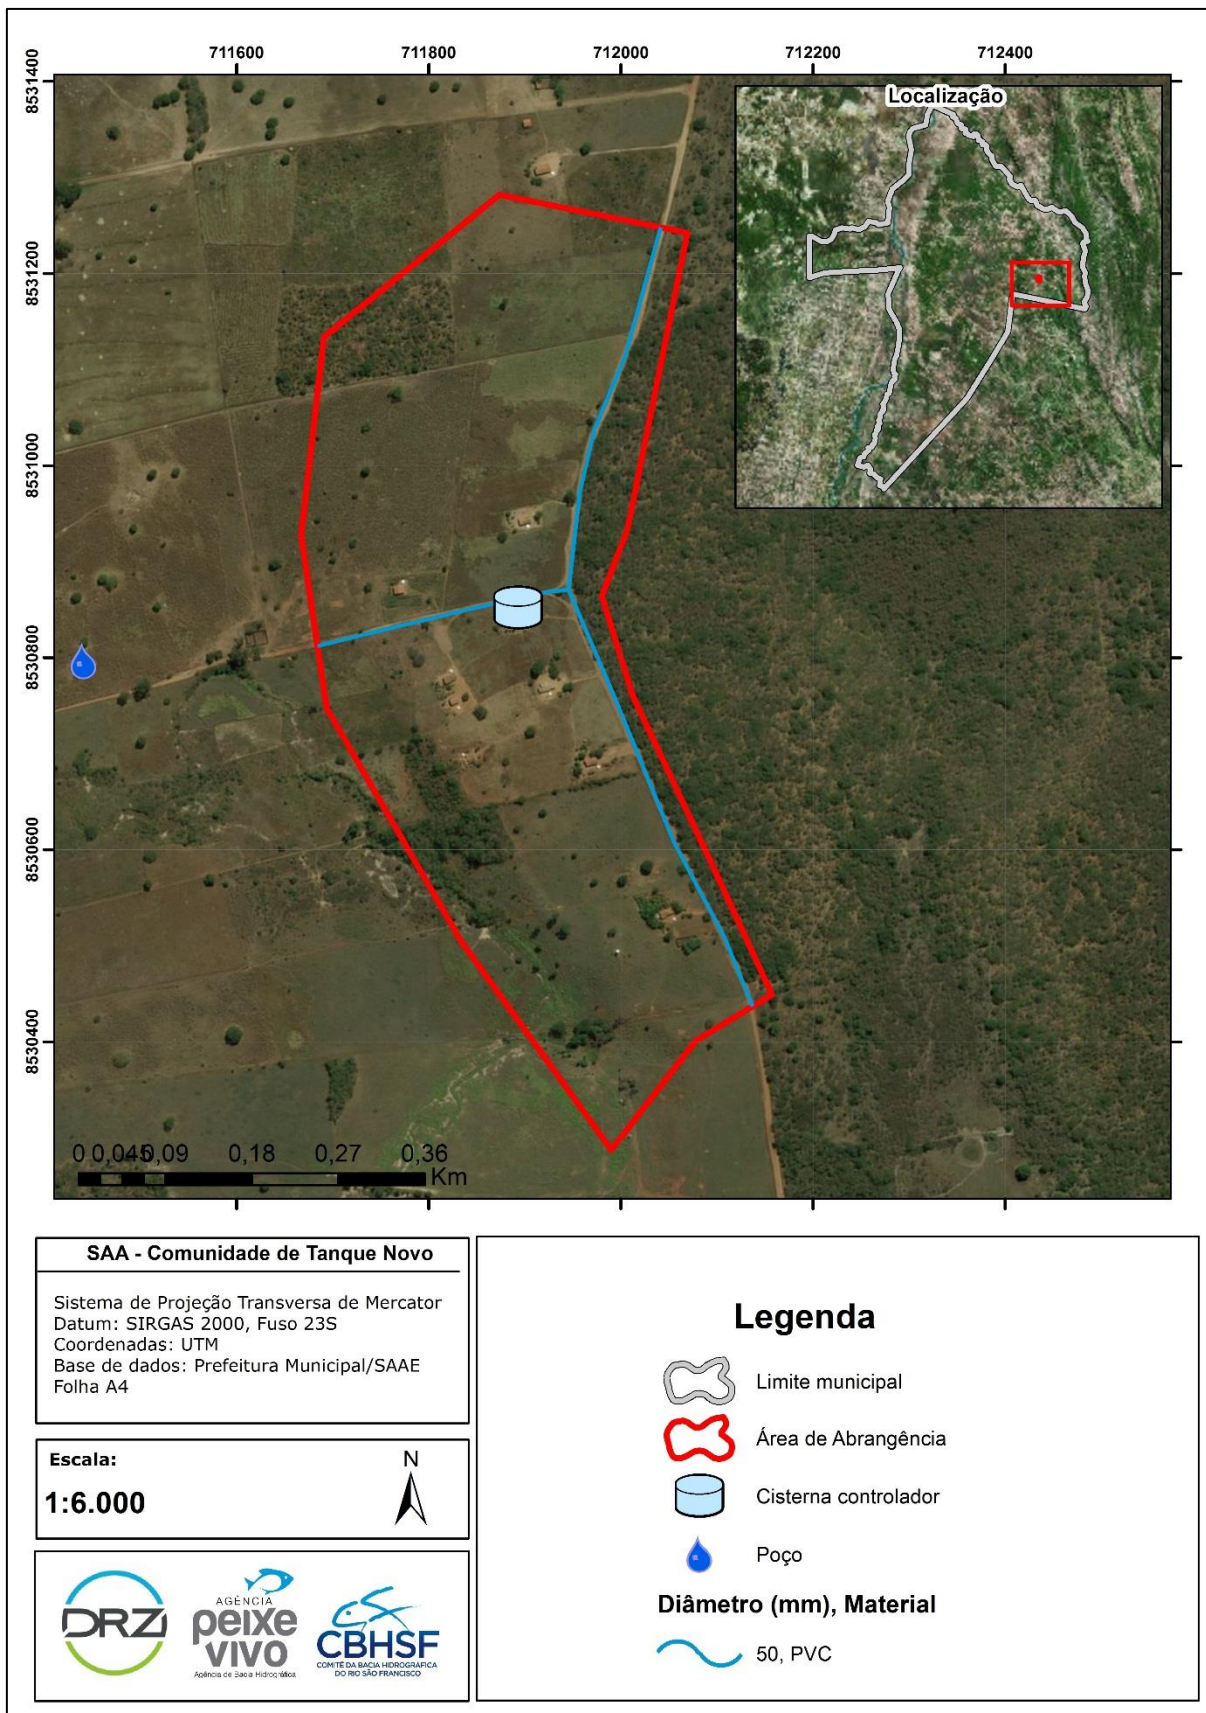 711600 711800 712000 712200 712400
8531400
8531200
8531000
8530800
8530600
8530400
Localização
0 0,045 0,09 0,18 0,27 0,36
Km
SAA - Comunidade de Tanque Novo
Sistema de Projeção Transversa de Mercator
Datum: SIRGAS 2000, Fuso 23S
Coordenadas: UTM
Base de dados: Prefeitura Municipal/SAAE
Folha A4
Escala:
1:6.000
N
DRZ
AGÊNCIA
peixe
vivo
Agência de Bacia Hidrográfica
CBHSF
COMITÊ DA BACIA HIDROGRÁFICA
DO RIO SÃO FRANCISCO
Legenda
Limite municipal
Área de Abrangência
Cisterna controlador
Poço
Diâmetro (mm), Material
50, PVC